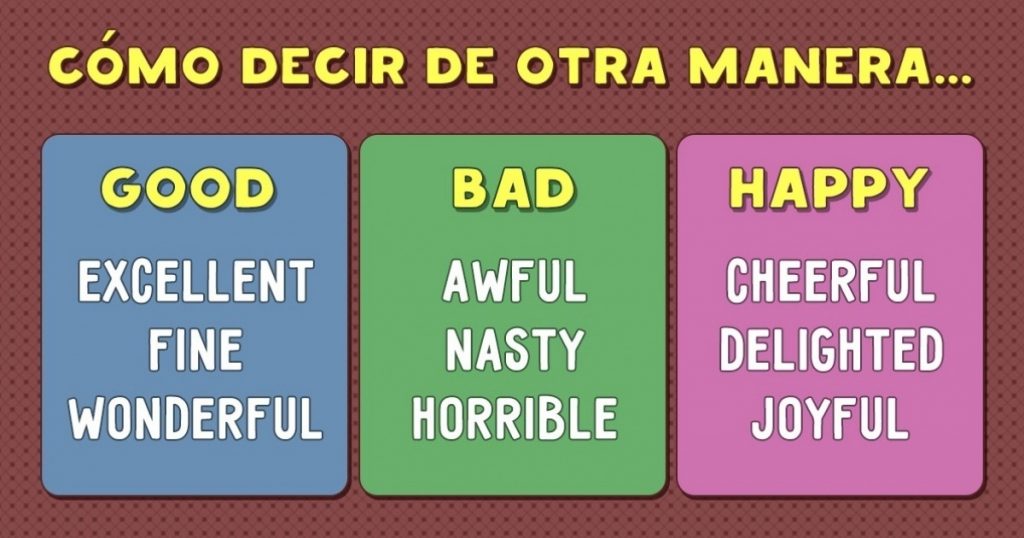 CÓMO DECIR DE OTRA MANERA...
GOOD
EXCELLENT
FINE
WONDERFUL
BAD
AWFUL
NASTY
HORRIBLE
HAPPY
CHEERFUL
DELIGHTED
JOYFUL